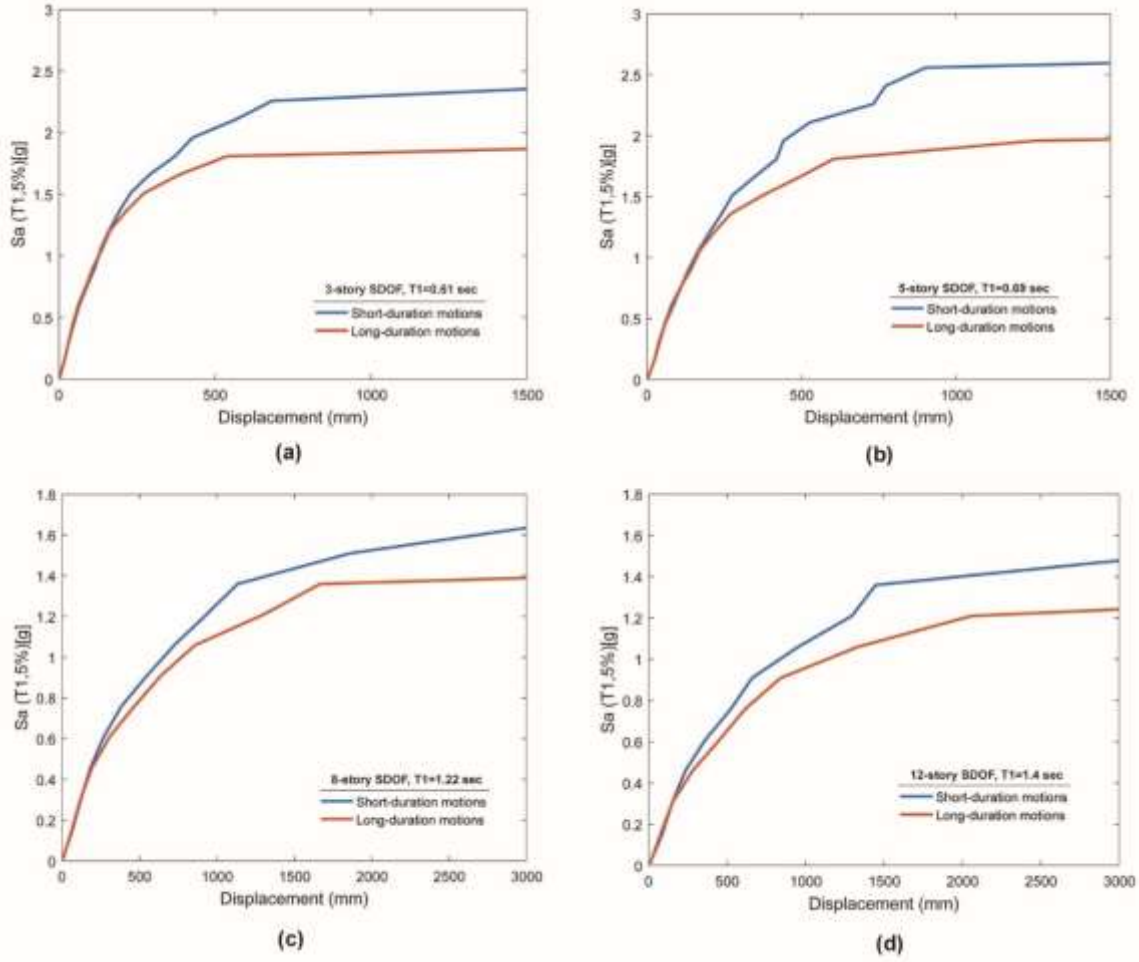 3
2.5
2
1.5
1
0.5
0
Sa (T1,5%)[g]
3-story SDOF, T1=0.61 sec
Short-duration motions
Long-duration motions
0 500 1000 1500
Displacement (mm)
(a)
3
2.5
2
1.5
1
0.5
0
Sa (T1,5%)[g]
5-story SDOF, T1=0.69 sec
Short-duration motions
Long-duration motions
0 500 1000 1500
Displacement (mm)
(b)
1.8
1.6
1.4
1.2
1
0.8
0.6
0.4
0.2
0
Sa (T1,5%)[g]
8-story SDOF, T1=1.22 sec
Short-duration motions
Long-duration motions
0 500 1000 1500 2000 2500 3000
Displacement (mm)
(c)
1.8
1.6
1.4
1.2
1
0.8
0.6
0.4
0.2
0
Sa (T1,5%)[g]
12-story SDOF, T1=1.4 sec
Short-duration motions
Long-duration motions
0 500 1000 1500 2000 2500 3000
Displacement (mm)
(d)